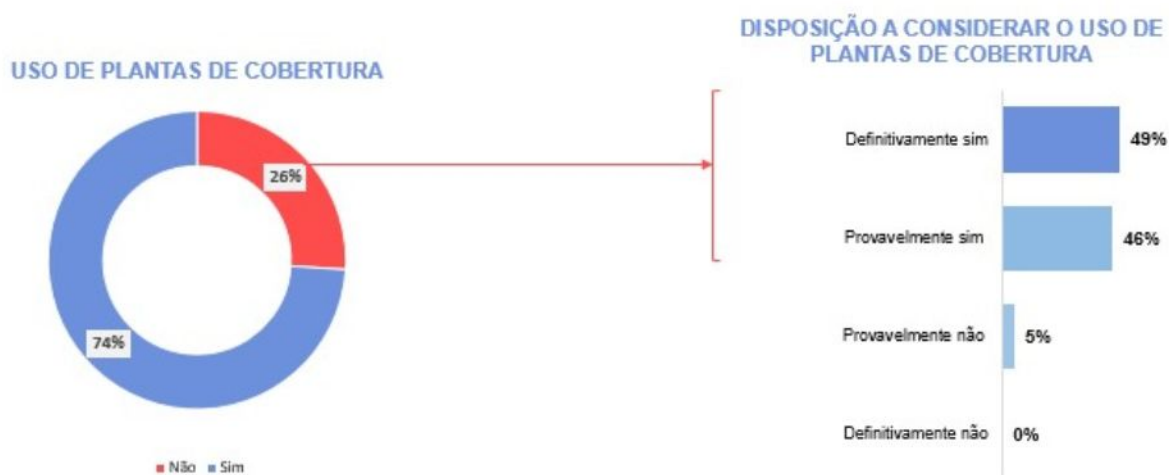 USO DE PLANTAS DE COBERTURA
26%
74%
Não Sim
DISPOSIÇÃO A CONSIDERAR O USO DE
PLANTAS DE COBERTURA
Definitivamente sim 49%
Provavelmente sim 46%
Provavelmente não 5%
Definitivamente não 0%